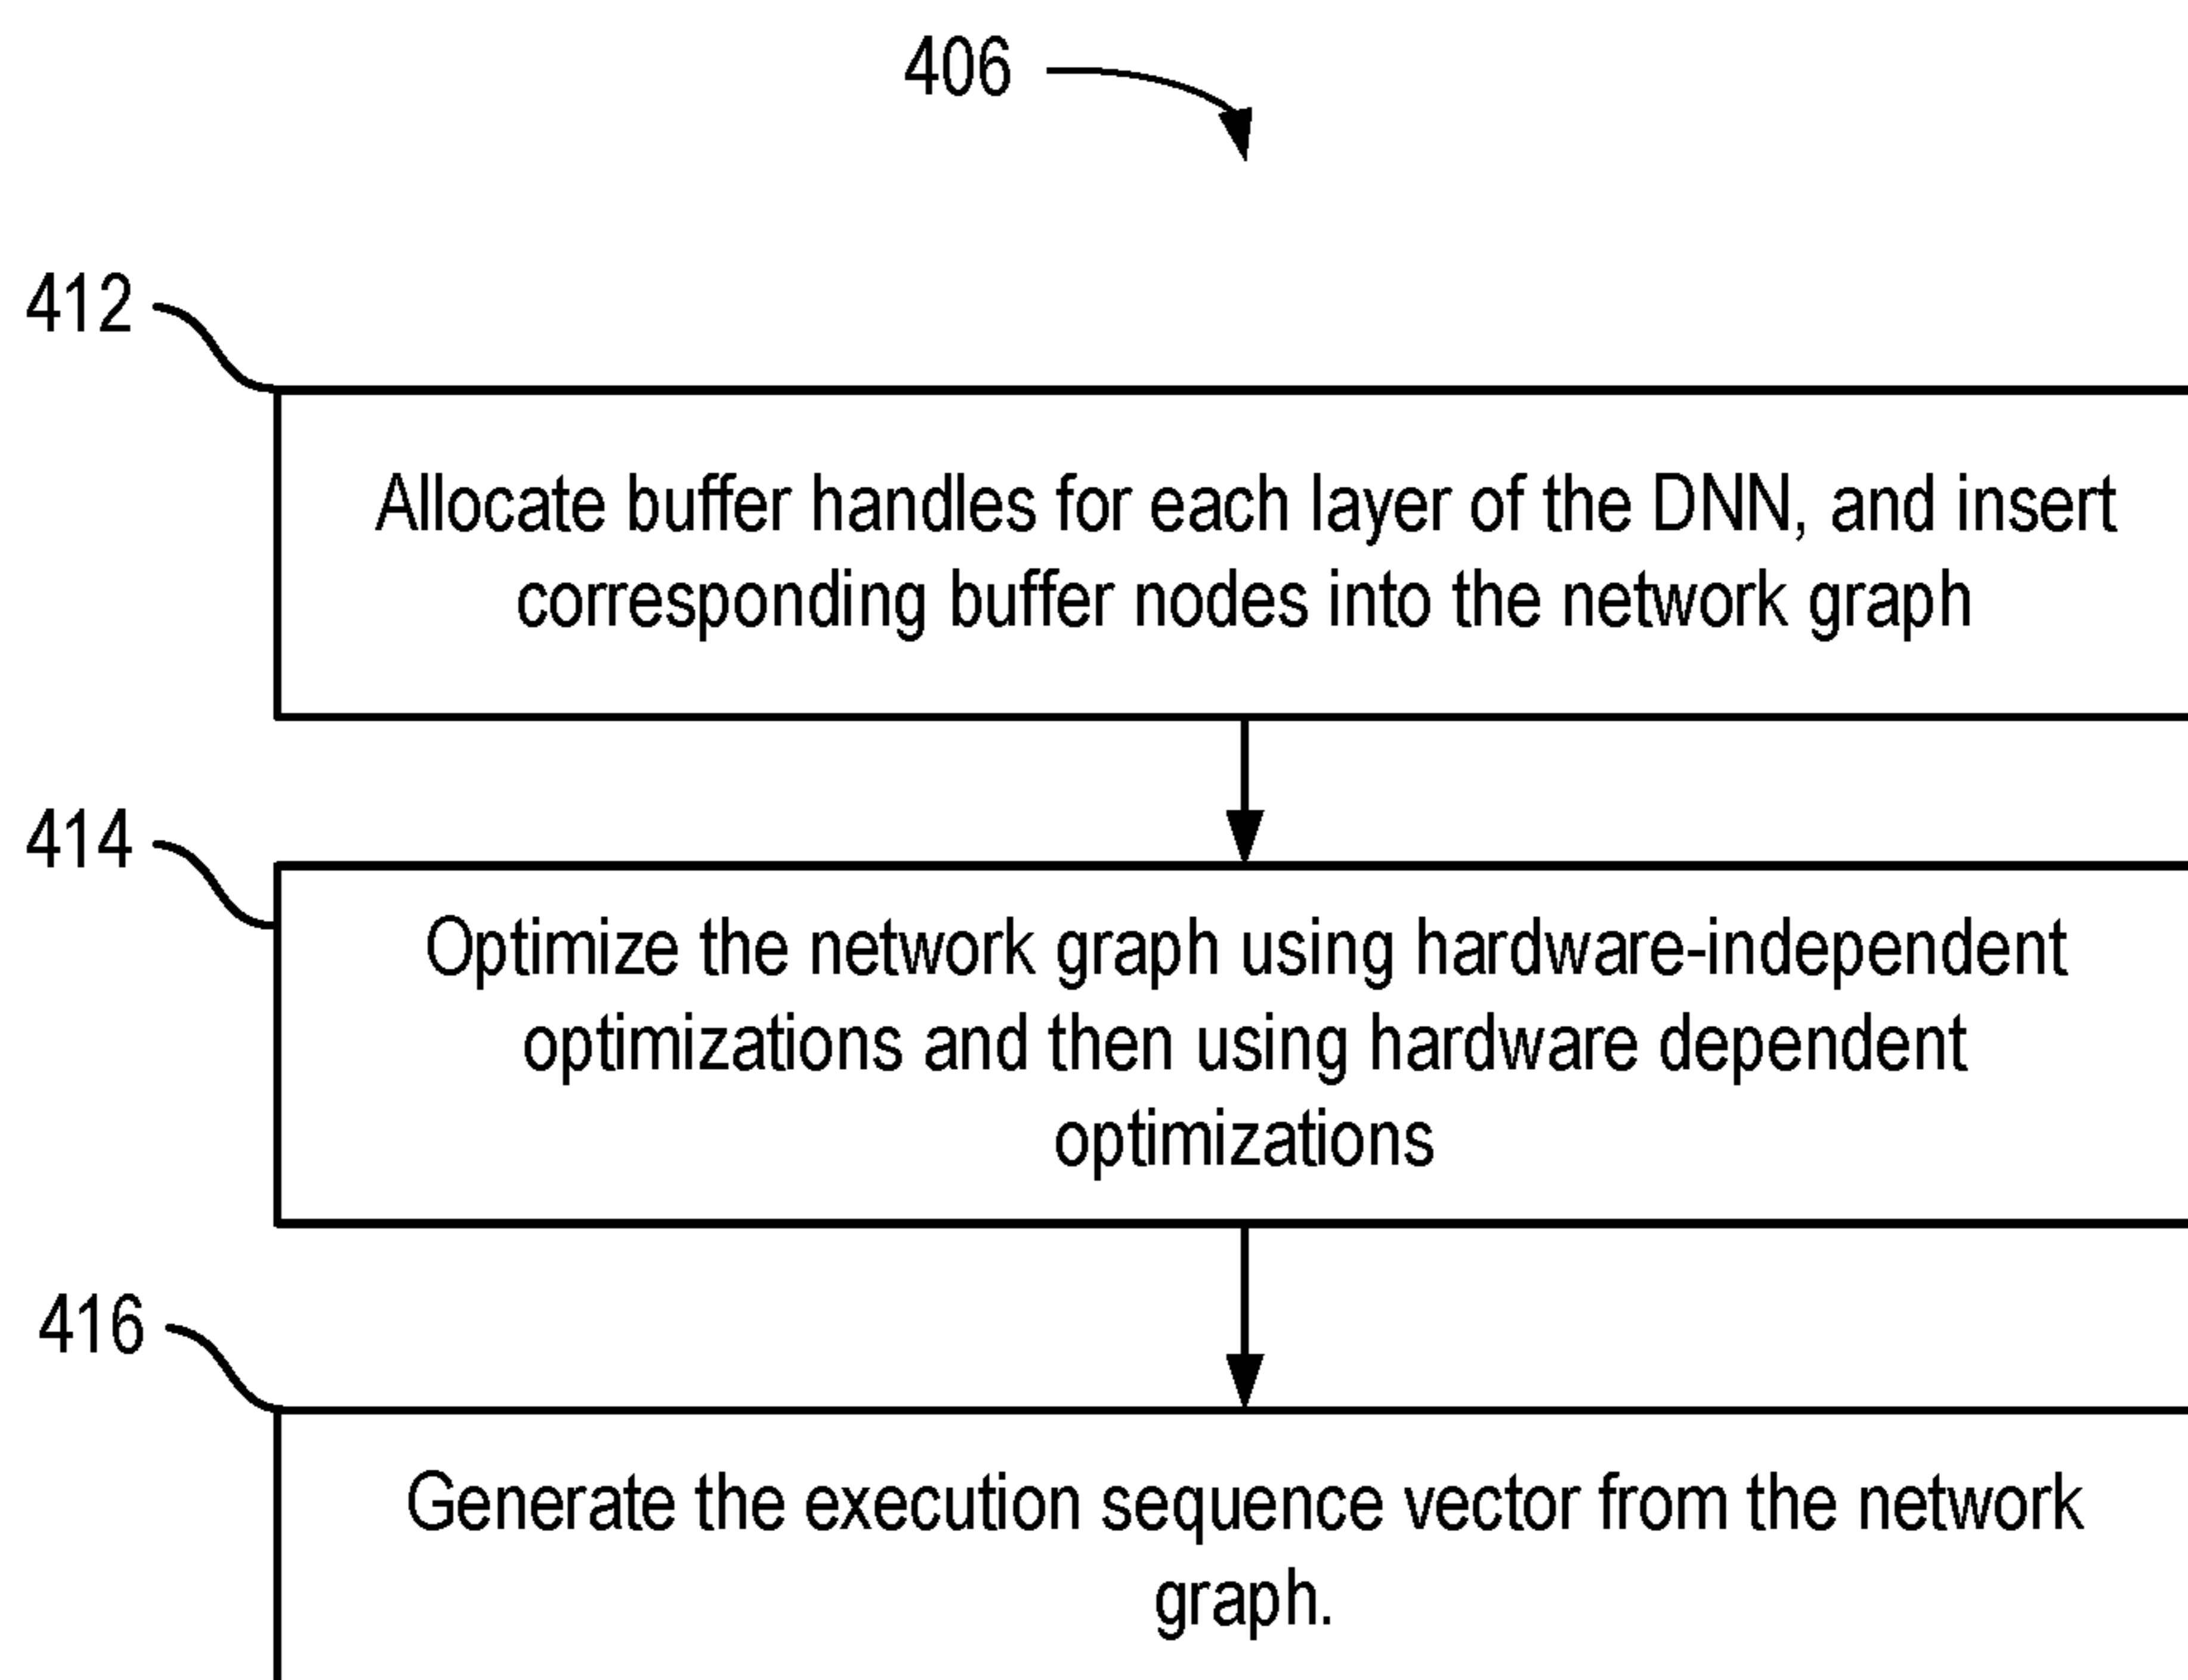 406
412
Allocate buffer handles for each layer of the DNN, and insert
corresponding buffer nodes into the network graph
414
Optimize the network graph using hardware-independent
optimizations and then using hardware dependent
optimizations
416
Generate the execution sequence vector from the network
graph.